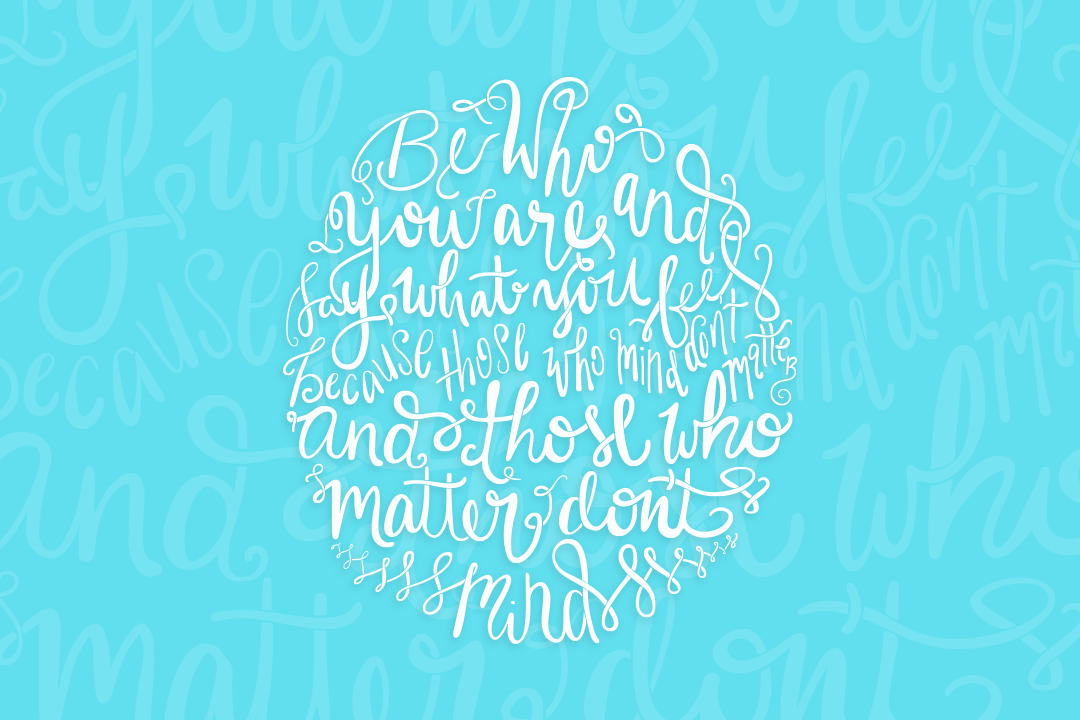 Be Who
you are and
say what you feel
because those who mind don't matter
and those who
matter don't
mind